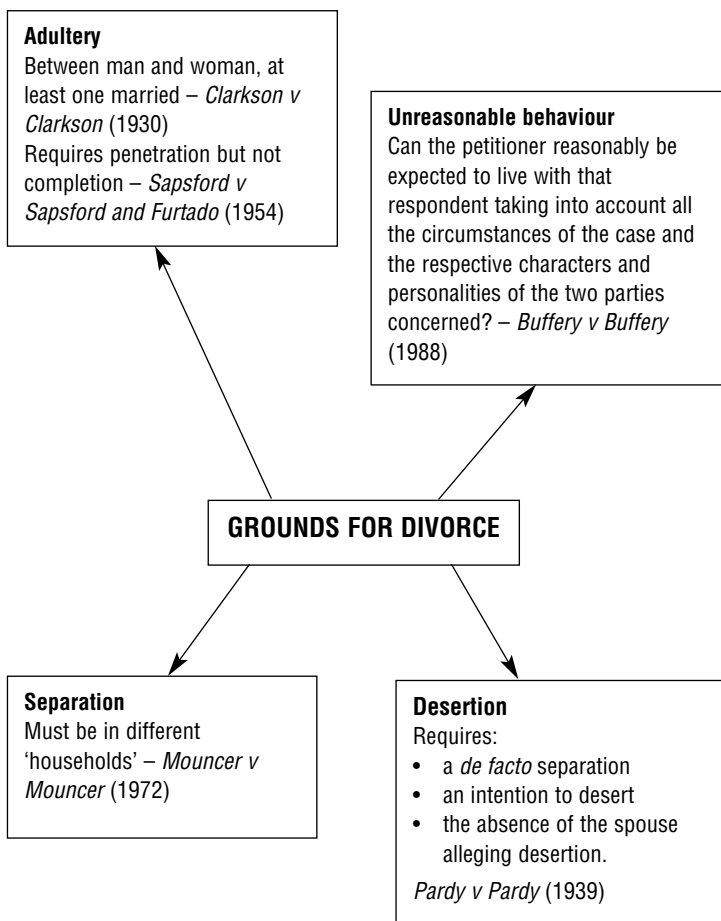 Adultery
Between man and woman, at
least one married – Clarkson v
Clarkson (1930)
Requires penetration but not
completion – Sapsford v
Sapsford and Furtado (1954)
Unreasonable behaviour
Can the petitioner reasonably be
expected to live with that
respondent taking into account all
the circumstances of the case and
the respective characters and
personalities of the two parties
concerned? – Buffery v Buffery
(1988)
GROUNDS FOR DIVORCE
Separation
Must be in different
‘households’ – Mouncer v
Mouncer (1972)
Desertion
Requires:
• a de facto separation
• an intention to desert
• the absence of the spouse
alleging desertion.
Pardy v Pardy (1939)